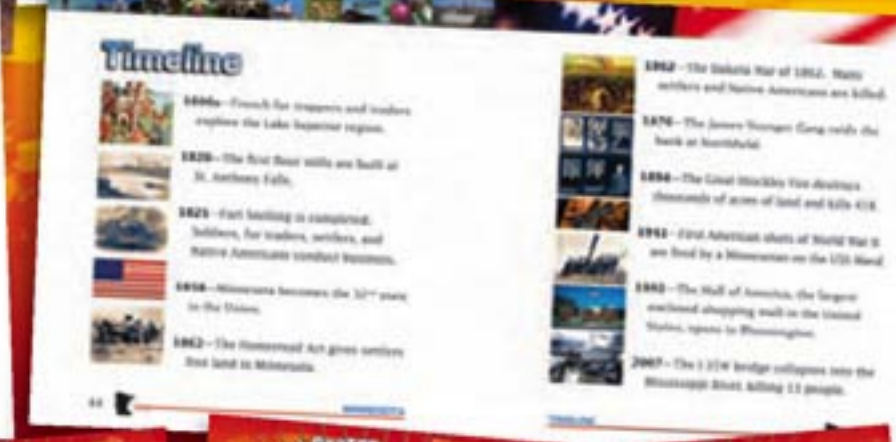 Timeline
1600s—French fur trappers and traders
explore the Lake Superior region.
1820—The first flour mills are built at
St. Anthony Falls.
1825—Fort Snelling is completed.
Soldiers, fur traders, settlers, and
Native Americans conduct business.
1858—Minnesota becomes the 32nd state
in the Union.
1862—The Homestead Act gives settlers
free land in Minnesota.
44
MINNESOTA
1862—The Dakota War of 1862. Many
settlers and Native Americans are killed.
1876—The James-Younger Gang raids the
bank at Northfield.
1894—The Great Hinckley Fire destroys
thousands of acres of land and kills 418.
1941—First American shots of World War II
are fired by a Minnesotan on the USS Ward.
1992—The Mall of America, the largest
enclosed shopping mall in the United
States, opens in Bloomington.
2007—The I-35W bridge collapses into the
Mississippi River, killing 13 people.
TIMELINE